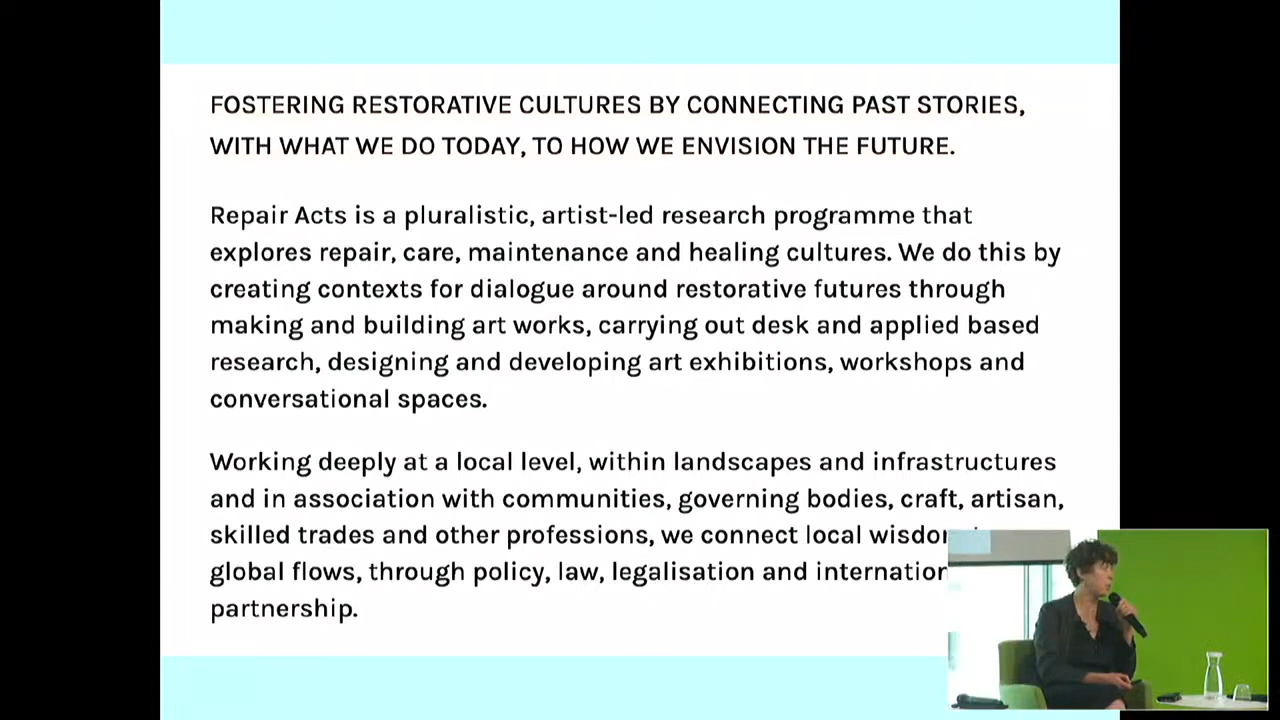 FOSTERING RESTORATIVE CULTURES BY CONNECTING PAST STORIES,
WITH WHAT WE DO TODAY, TO HOW WE ENVISION THE FUTURE.
Repair Acts is a pluralistic, artist-led research programme that
explores repair, care, maintenance and healing cultures. We do this by
creating contexts for dialogue around restorative futures through
making and building art works, carrying out desk and applied based
research, designing and developing art exhibitions, workshops and
conversational spaces.
Working deeply at a local level, within landscapes and infrastructures
and in association with communities, governing bodies, craft, artisan,
skilled trades and other professions, we connect local
global flows, through policy, law, legalisation and
partnership.